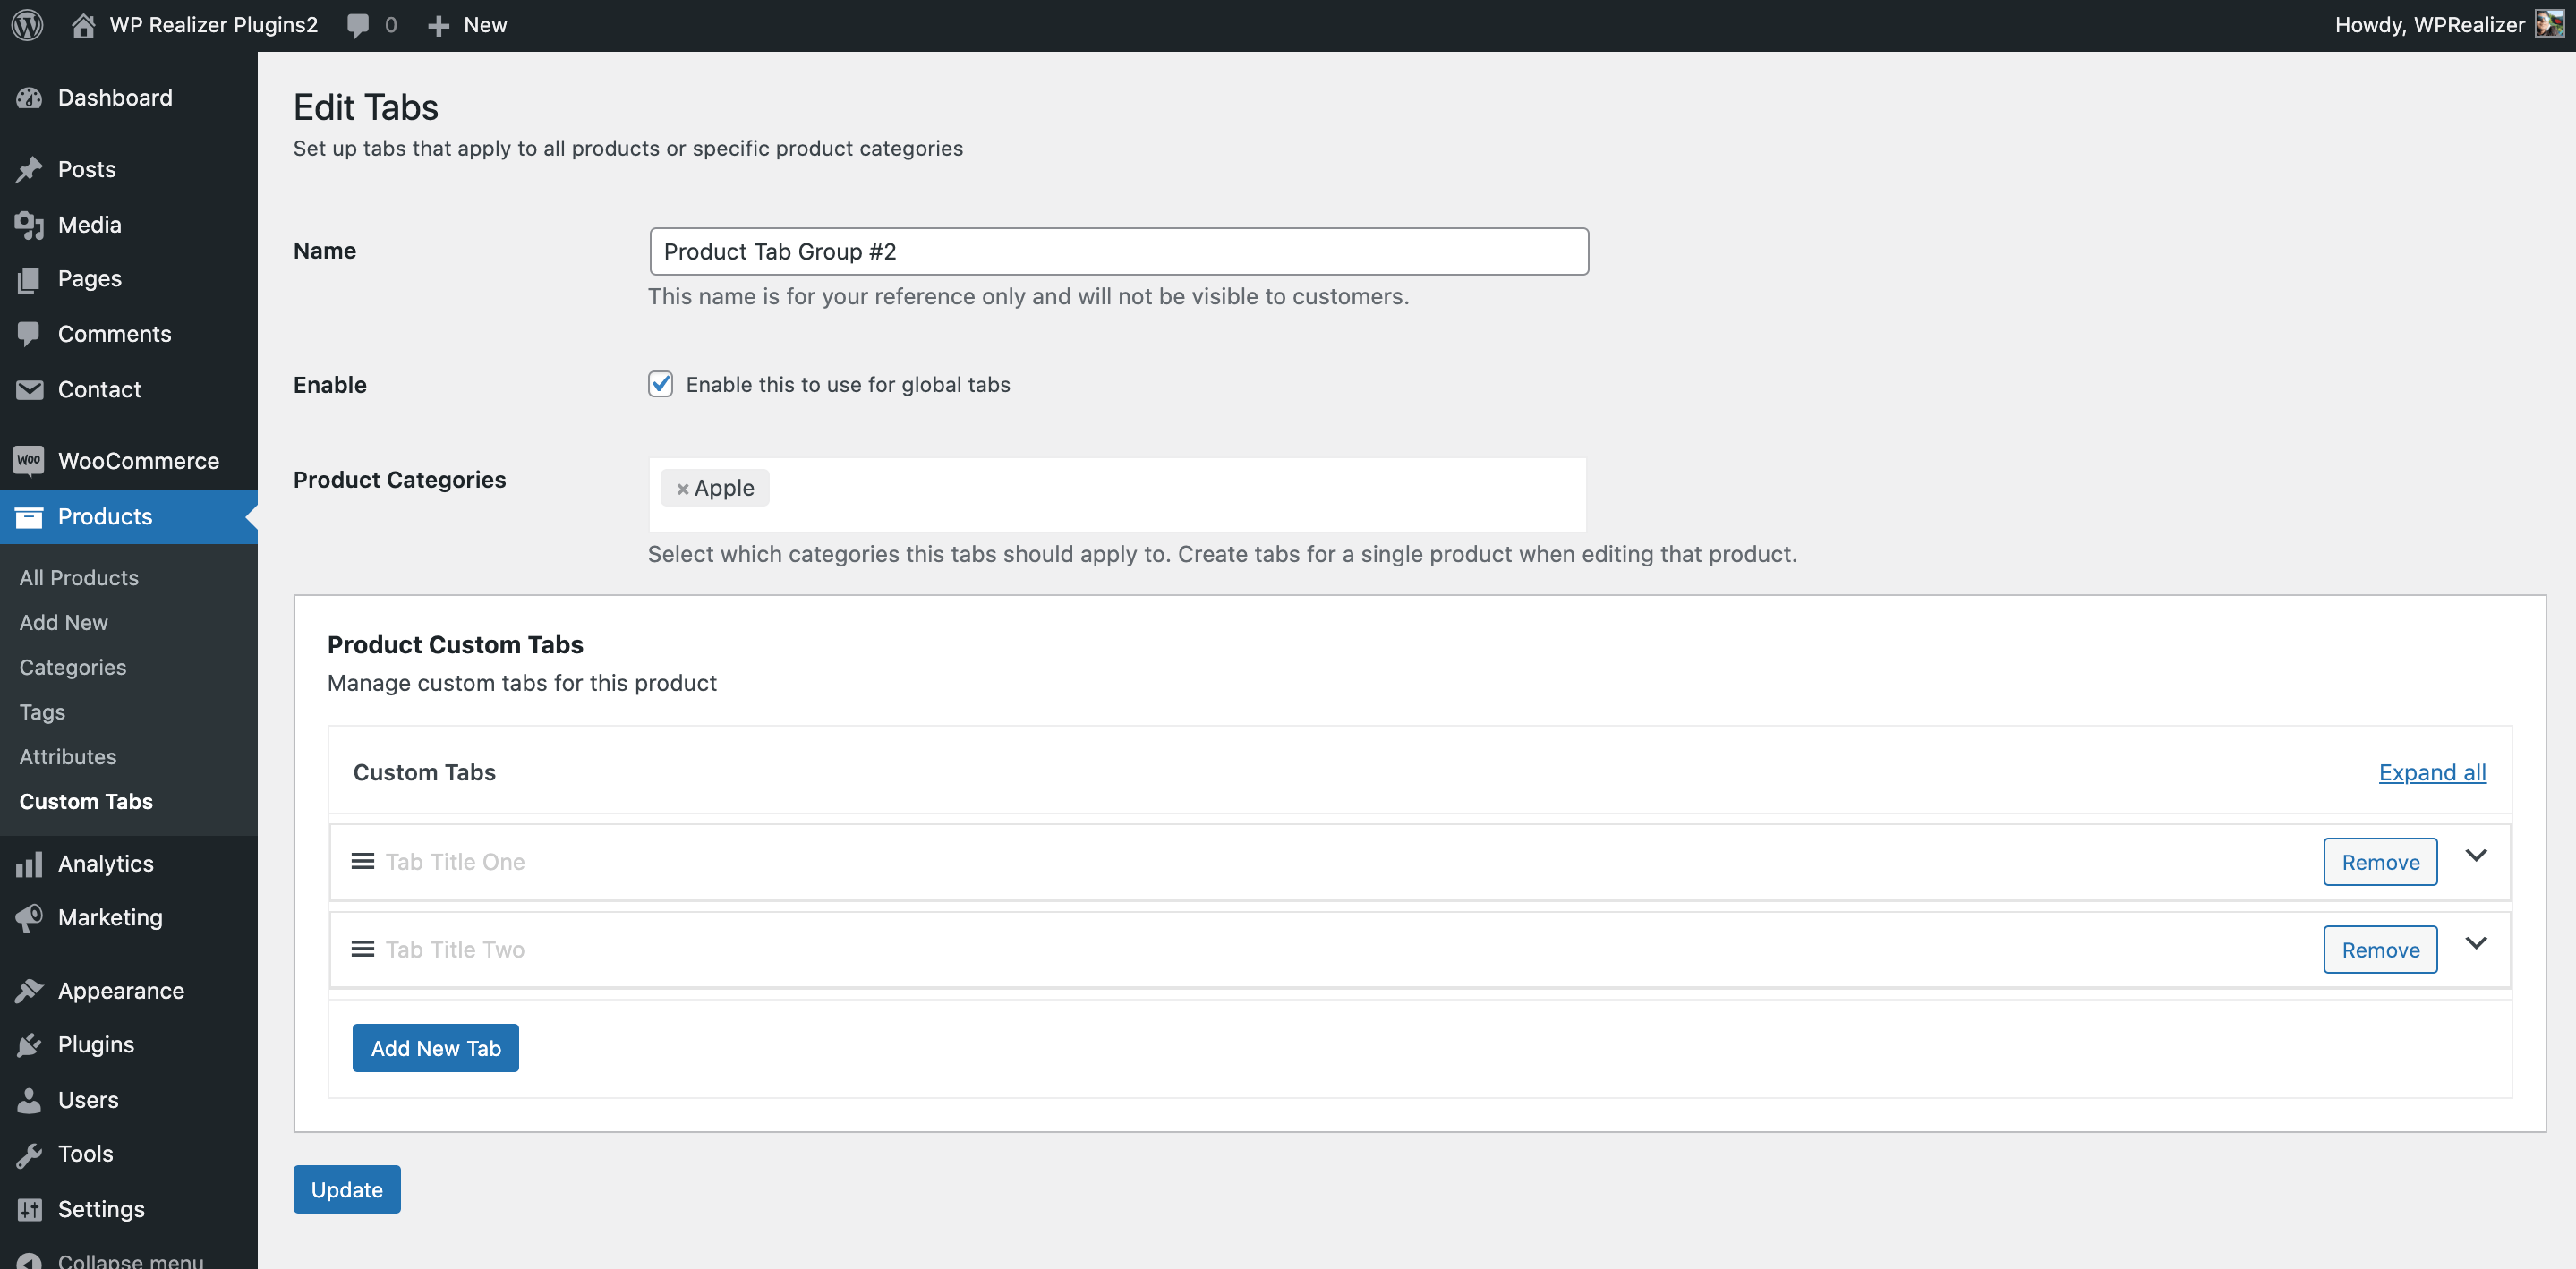 WP Realizer Plugins2 0 New Howdy, WPRealizer
Dashboard
Posts
Media
Pages
Comments
Contact
WooCommerce
Products
All Products
Add New
Categories
Tags
Attributes
Custom Tabs
Analytics
Marketing
Appearance
Plugins
Users
Tools
Settings
Collapse menu
Edit Tabs
Set up tabs that apply to all products or specific product categories
Name
Product Tab Group #2
This name is for your reference only and will not be visible to customers.
Enable
Enable this to use for global tabs
Product Categories
× Apple
Select which categories this tabs should apply to. Create tabs for a single product when editing that product.
Product Custom Tabs
Manage custom tabs for this product
Custom Tabs Expand all
Tab Title One Remove
Tab Title Two Remove
Add New Tab
Update